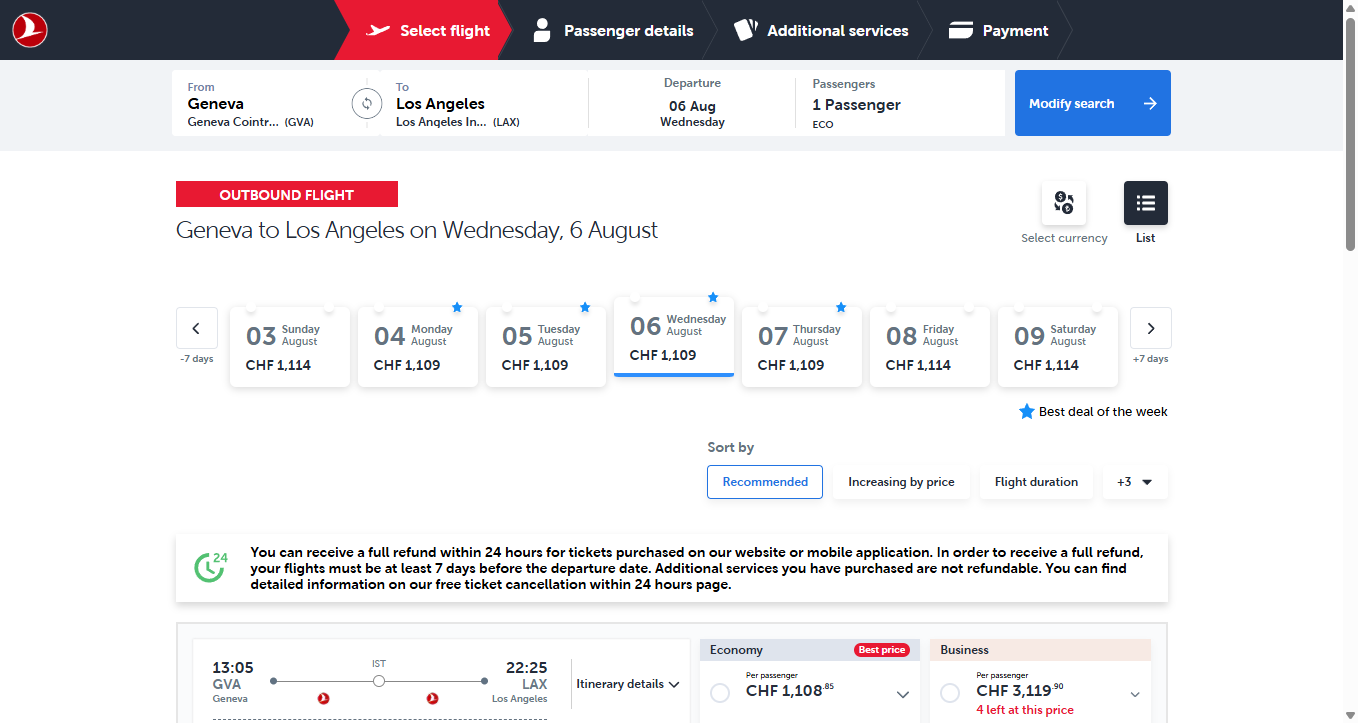 Select flight
Passenger details
Additional services
Payment
From
Geneva
Geneva Cointr... (GVA)
To
Los Angeles
Los Angeles In... (LAX)
Departure
06 Aug
Wednesday
Passengers
1 Passenger
ECO
Modify search
OUTBOUND FLIGHT
Geneva to Los Angeles on Wednesday, 6 August
Select currency
List
-7 days
03 Sunday August
CHF 1,114
04 Monday August
CHF 1,109
05 Tuesday August
CHF 1,109
06 Wednesday August
CHF 1,109
07 Thursday August
CHF 1,109
08 Friday August
CHF 1,114
09 Saturday August
CHF 1,114
+7 days
Best deal of the week
Sort by
Recommended
Increasing by price
Flight duration
+3
24
You can receive a full refund within 24 hours for tickets purchased on our website or mobile application. In order to receive a full refund,
your flights must be at least 7 days before the departure date. Additional services you have purchased are not refundable. You can find
detailed information on our free ticket cancellation within 24 hours page.
13:05
GVA
Geneva
IST
22:25
LAX
Los Angeles
Itinerary details
Economy
Best price
Per passenger
CHF 1,108.85
Business
Per passenger
CHF 3,119.90
4 left at this price